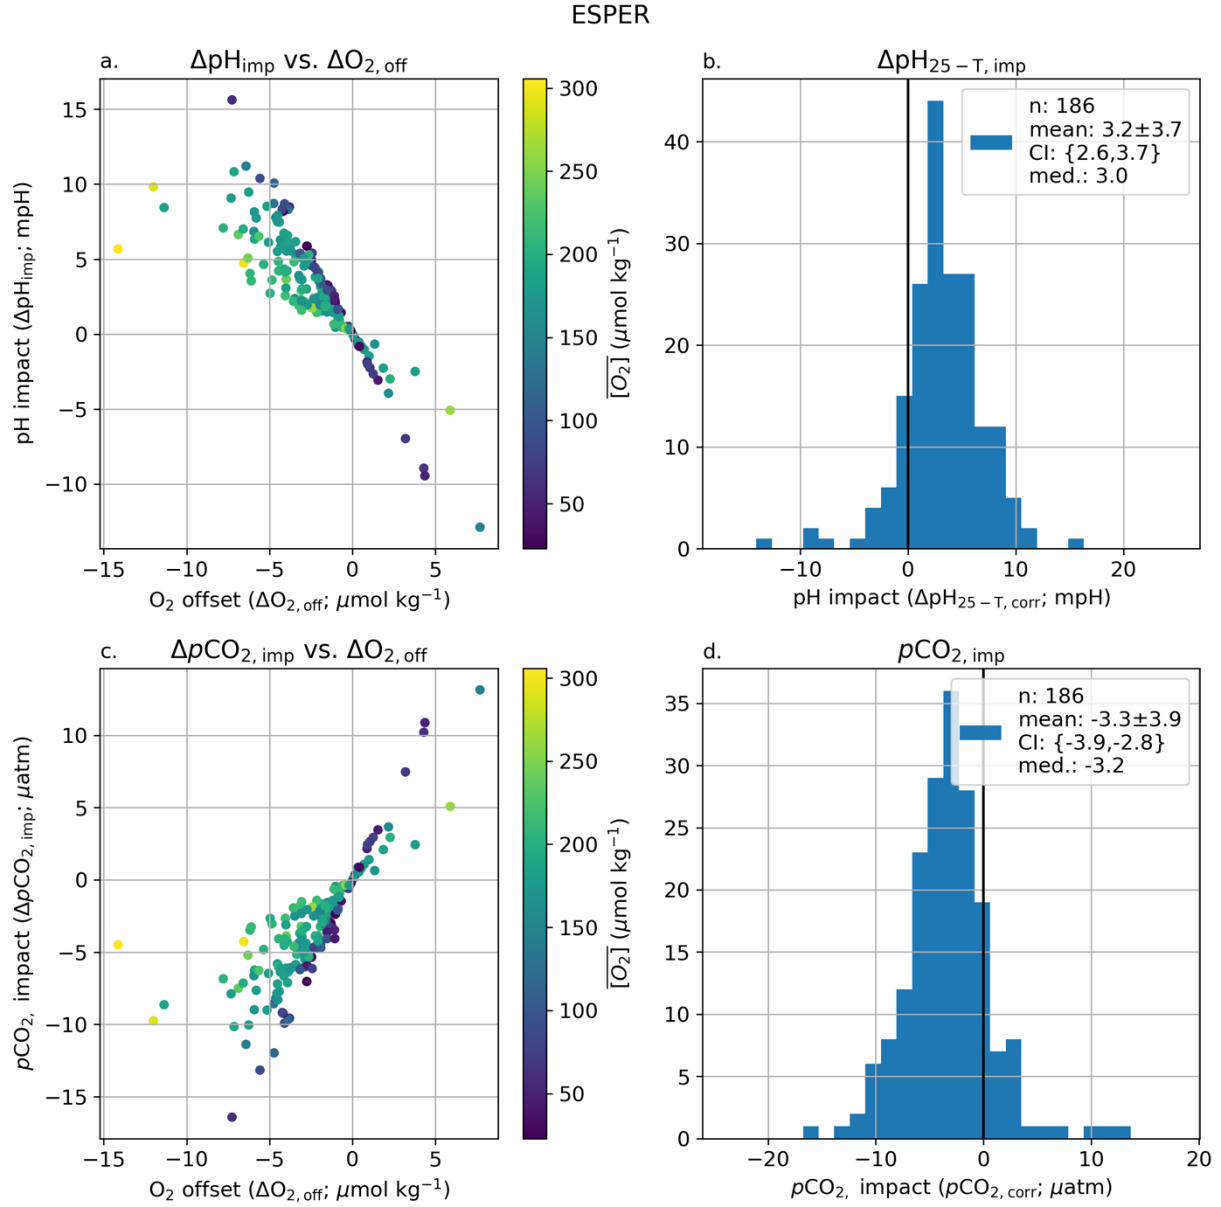 ESPER
a.
ΔpH_imp vs. ΔO_2, off
15
10
5
0
−5
−10
pH impact (ΔpH_imp; mpH)
−15
−10
−5
0
5
O_2 offset (ΔO_2, off; μmol kg^−1)
300
250
200
150
100
50
[O_2] (μmol kg^−1)
b.
ΔpH_25 − T, imp
n: 186
mean: 3.2±3.7
CI: {2.6,3.7}
med.: 3.0
40
30
20
10
0
−10
0
10
20
pH impact (ΔpH_25 − T, corr; mpH)
c.
ΔpCO_2, imp vs. ΔO_2, off
10
5
0
−5
−10
−15
pCO_2, impact (ΔpCO_2, imp; μatm)
−15
−10
−5
0
5
O_2 offset (ΔO_2, off; μmol kg^−1)
300
250
200
150
100
50
[O_2] (μmol kg^−1)
d.
pCO_2, imp
n: 186
mean: -3.3±3.9
CI: {-3.9,-2.8}
med.: -3.2
35
30
25
20
15
10
5
0
−20
−10
0
10
20
pCO_2, impact (pCO_2, corr; μatm)